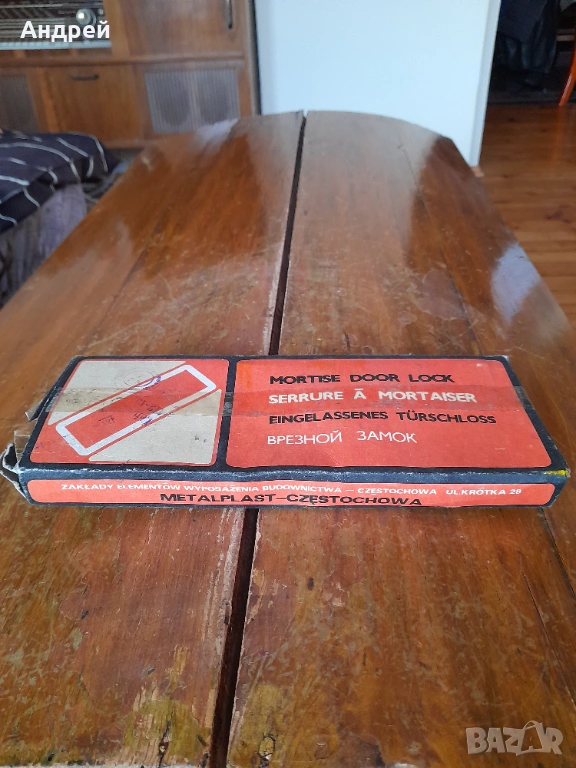 Андрей
MORTISE DOOR LOCK
SERRURE Ā MORTAISER
EINGELASSENES TÜRSCHLOSS
ВРЕЗНОЙ ЗАМОК
ZAKŁADY ELEMENTÓW WYPOSAŻENIA BUDOWNICTWA — CZĘSTOCHOWA UL.KRÓTKA 28
METALPLAST-CZĘSTOCHOWA
BAZAR